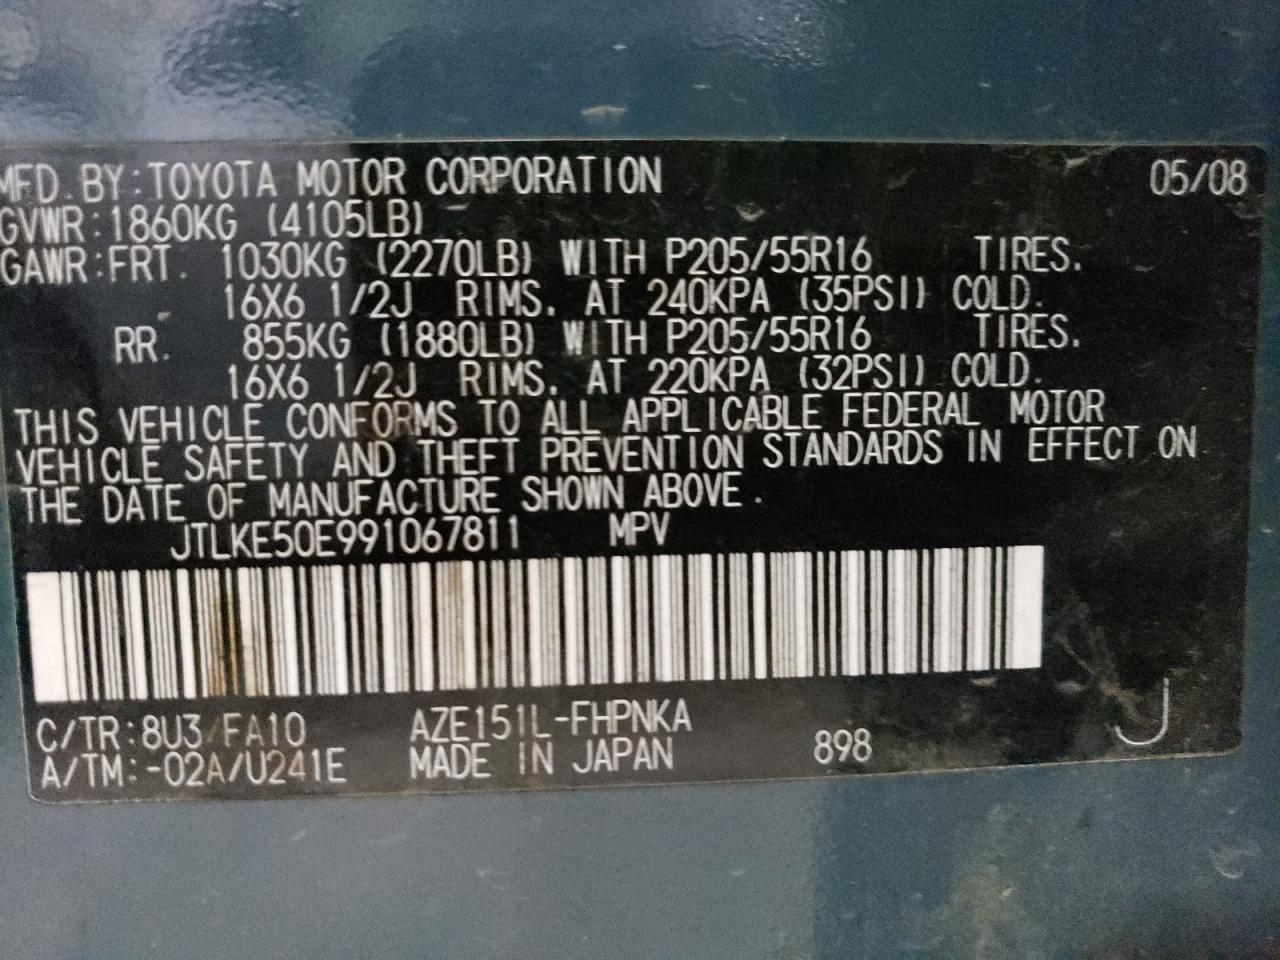 MFD. BY: TOYOTA MOTOR CORPORATION 05/08
GVWR: 1860KG (4105LB)
GAWR: FRT. 1030KG (2270LB) WITH P205/55R16 TIRES.
16X6 1/2J RIMS. AT 240KPA (35PSI) COLD.
RR. 855KG (1880LB) WITH P205/55R16 TIRES.
16X6 1/2J RIMS. AT 220KPA (32PSI) COLD.
THIS VEHICLE CONFORMS TO ALL APPLICABLE FEDERAL MOTOR
VEHICLE SAFETY AND THEFT PREVENTION STANDARDS IN EFFECT ON
THE DATE OF MANUFACTURE SHOWN ABOVE.
JTLKE50E991067811 MPV
C/TR: 8U3/FA10 AZE151L-FHPNKA
A/TM: -02A/U241E MADE IN JAPAN 898 J